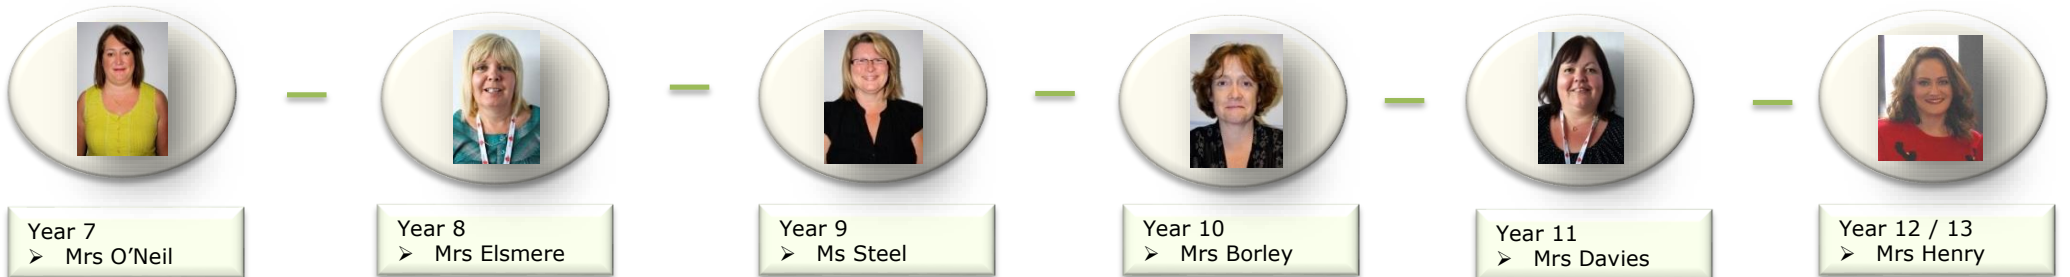 Year 7
➢ Mrs O’Neil
Year 8
➢ Mrs Elsmere
Year 9
➢ Ms Steel
Year 10
➢ Mrs Borley
Year 11
➢ Mrs Davies
Year 12 / 13
➢ Mrs Henry